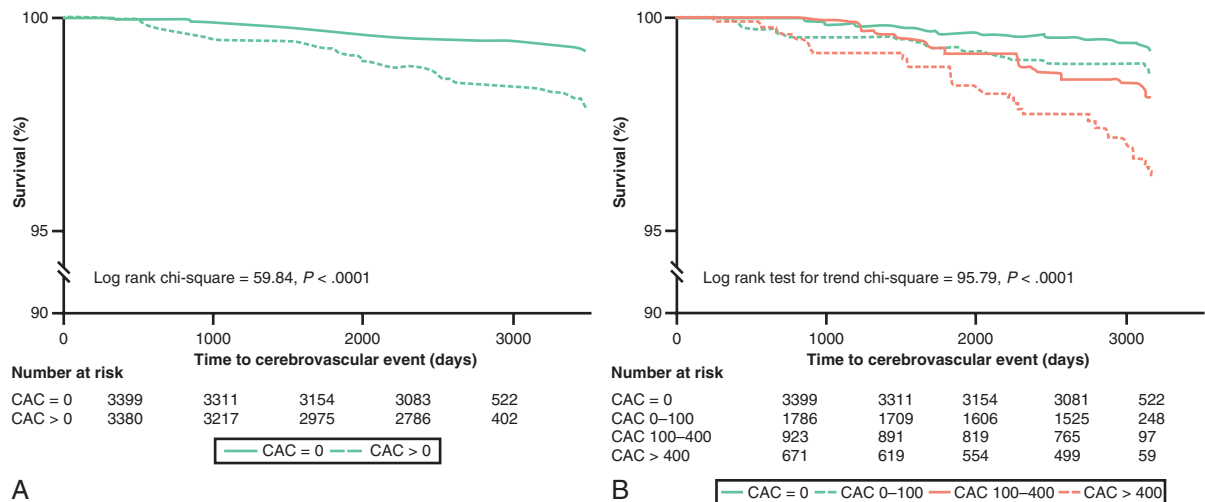 100
95
90
Survival (%)
Log rank chi-square = 59.84, P < .0001
0 1000 2000 3000
Time to cerebrovascular event (days)
Number at risk
CAC = 0 3399 3311 3154 3083 522
CAC > 0 3380 3217 2975 2786 402
CAC = 0 CAC > 0
A
100
95
90
Survival (%)
Log rank test for trend chi-square = 95.79, P < .0001
0 1000 2000 3000
Time to cerebrovascular event (days)
Number at risk
CAC = 0 3399 3311 3154 3081 522
CAC 0–100 1786 1709 1606 1525 248
CAC 100–400 923 891 819 765 97
CAC > 400 671 619 554 499 59
CAC = 0 CAC 0–100 CAC 100–400 CAC > 400
B